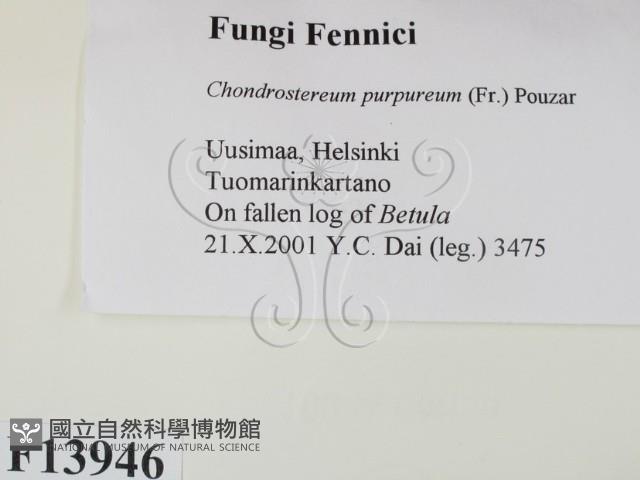 Fungi Fennici
Chondrostereum purpureum (Fr.) Pouzar
Uusimaa, Helsinki
Tuomarinkartano
On fallen log of Betula
21.X.2001 Y.C. Dai (leg.) 3475
國立自然科學博物館
NATIONAL MUSEUM OF NATURAL SCIENCE
F13946